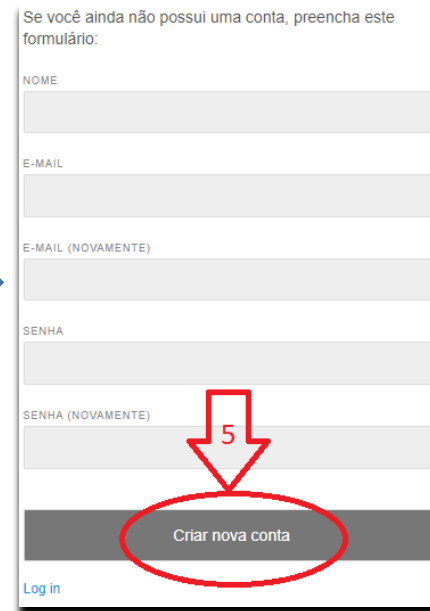 Se você ainda não possui uma conta, preencha este
formulário:
NOME
E-MAIL
E-MAIL (NOVAMENTE)
SENHA
SENHA (NOVAMENTE)
5
Criar nova conta
Log in